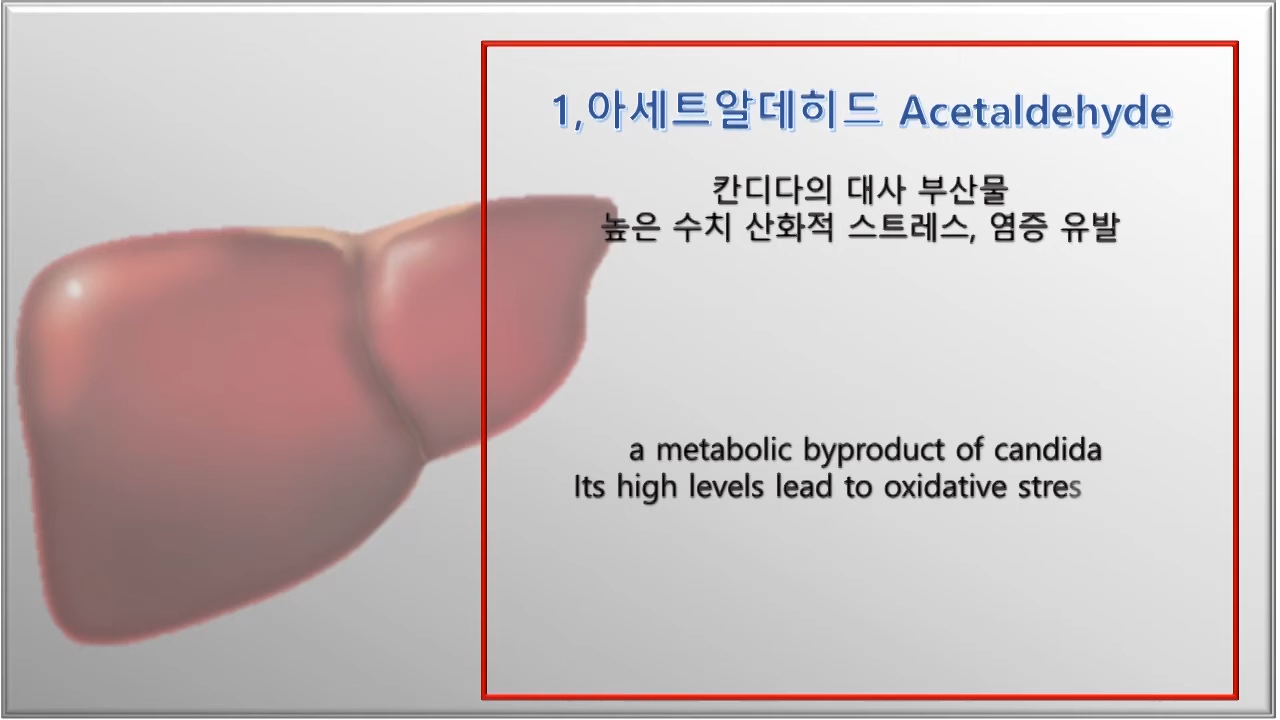 1,아세트알데히드 Acetaldehyde
칸디다의 대사 부산물
높은 수치 산화적 스트레스, 염증 유발
a metabolic byproduct of candida
Its high levels lead to oxidative stres